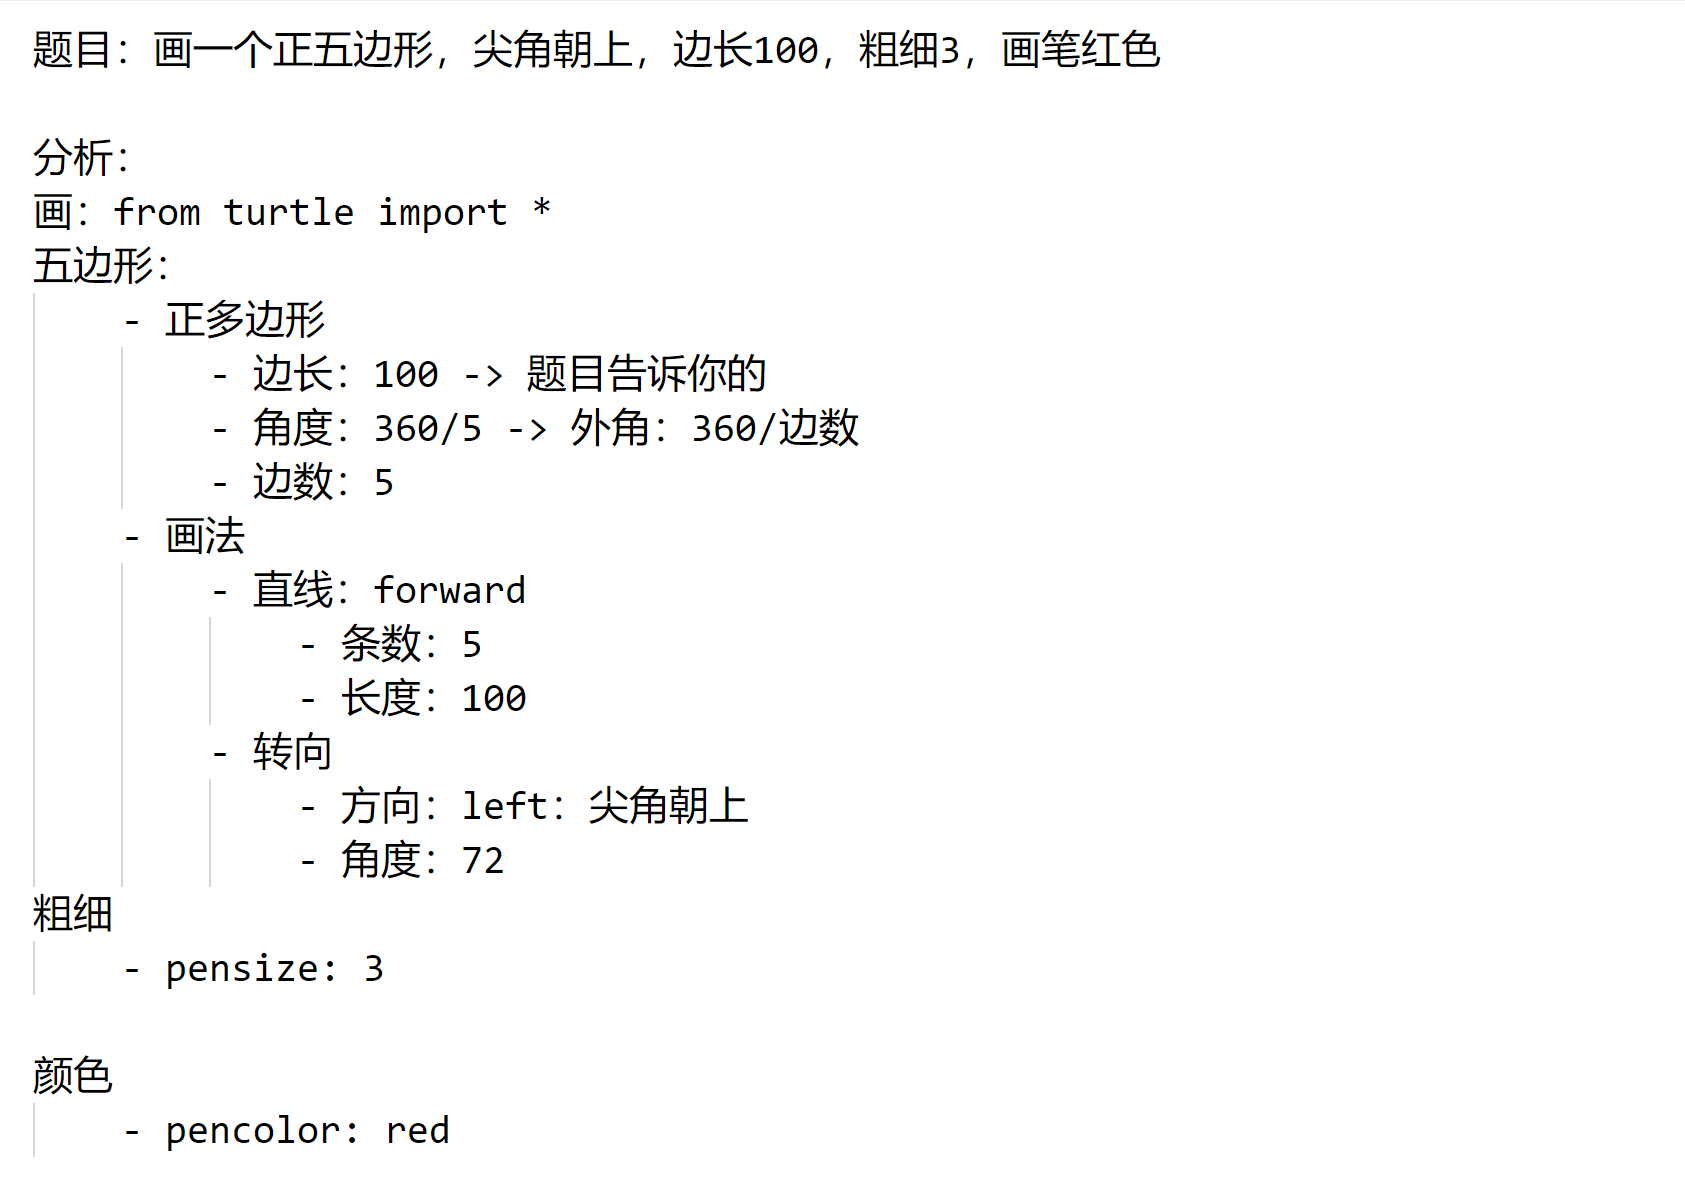 题目：画一个正五边形，尖角朝上，边长100，粗细3，画笔红色
分析：
画：from turtle import *
五边形：
- 正多边形
- 边长：100 -> 题目告诉你的
- 角度：360/5 -> 外角：360/边数
- 边数：5
- 画法
- 直线：forward
- 条数：5
- 长度：100
- 转向
- 方向：left：尖角朝上
- 角度：72
粗细
- pensize: 3
颜色
- pencolor: red